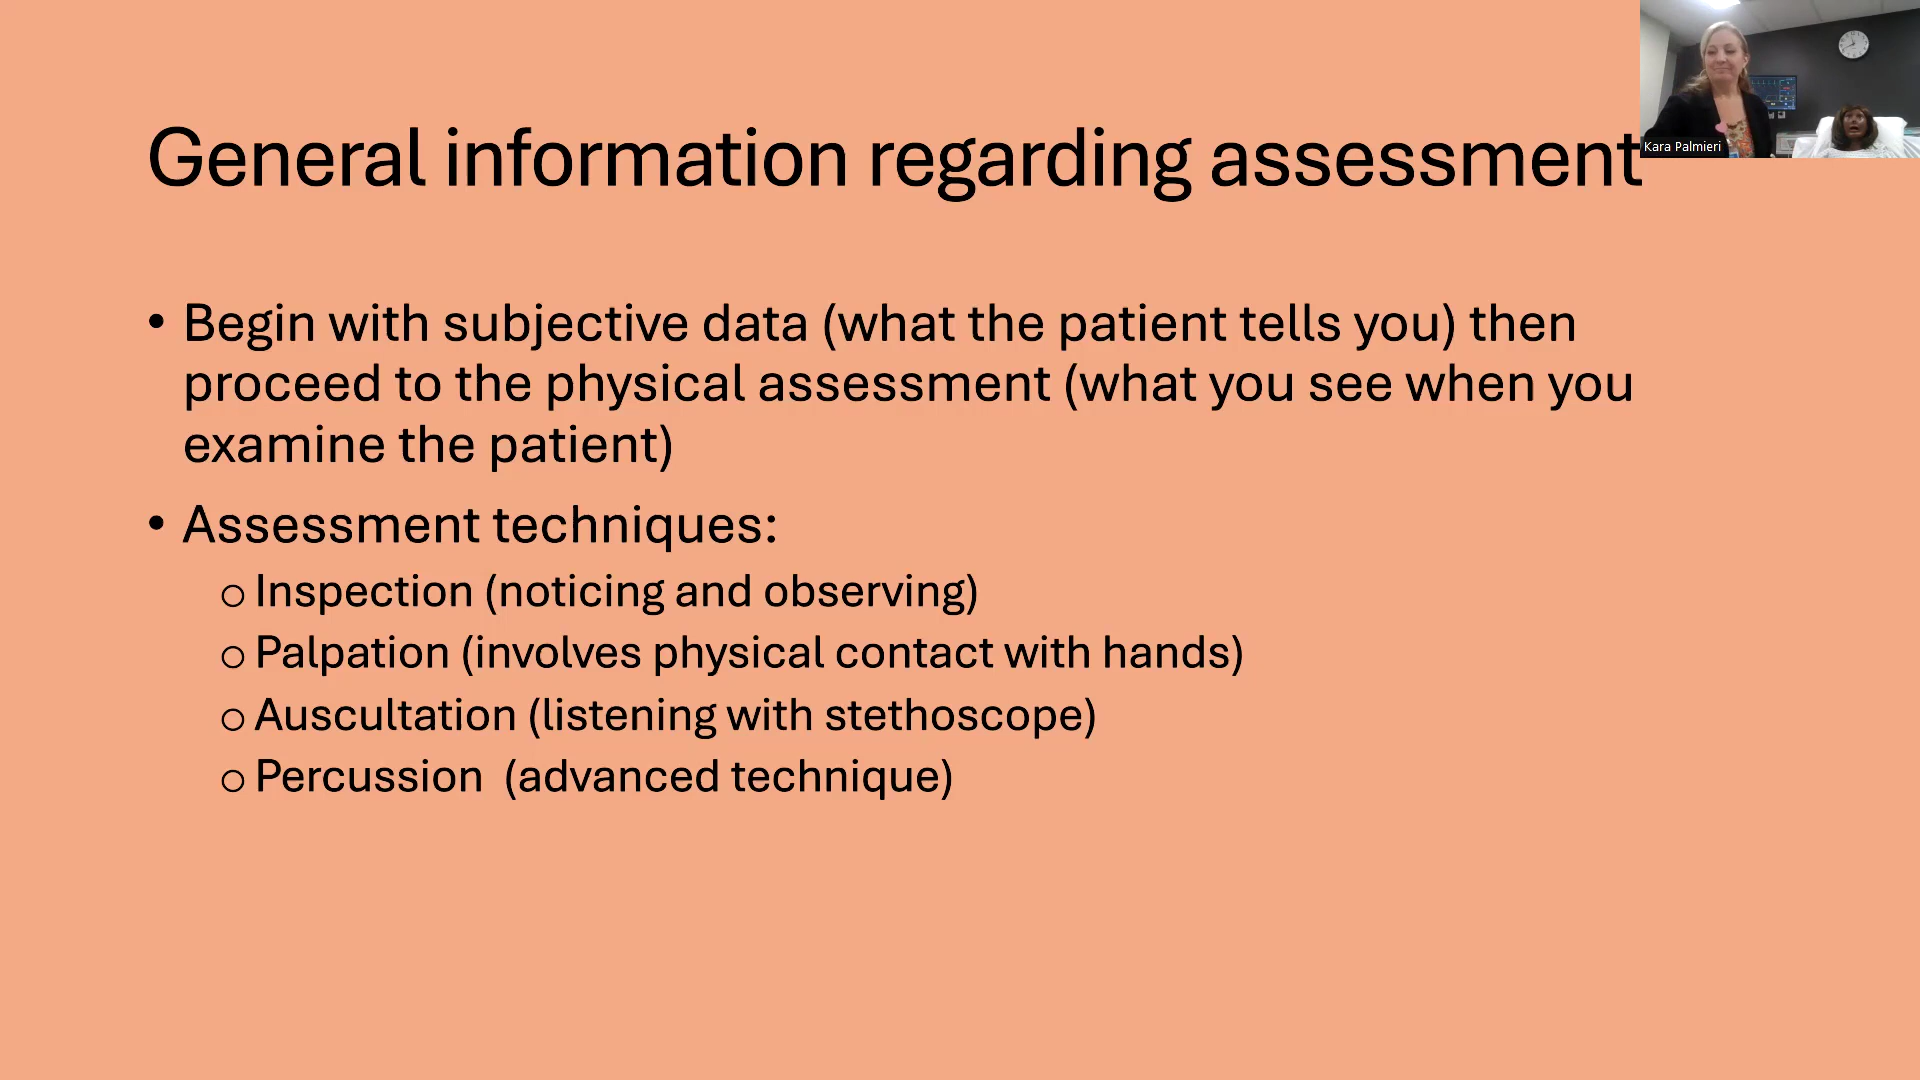 General information regarding assessment
Kara Palmieri
• Begin with subjective data (what the patient tells you) then
proceed to the physical assessment (what you see when you
examine the patient)
• Assessment techniques:
o Inspection (noticing and observing)
o Palpation (involves physical contact with hands)
o Auscultation (listening with stethoscope)
o Percussion  (advanced technique)